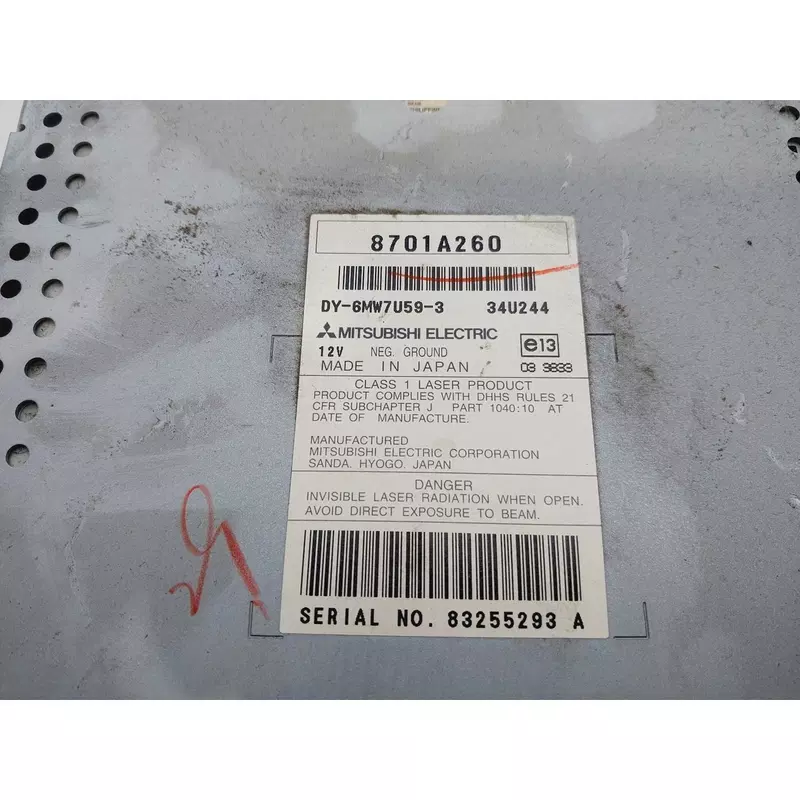 8701A260
DY-6MW7U59-3 34U244
MITSUBISHI ELECTRIC
12V NEG. GROUND e13
MADE IN JAPAN 03 3833
CLASS 1 LASER PRODUCT
PRODUCT COMPLIES WITH DHHS RULES 21
CFR SUBCHAPTER J PART 1040:10 AT
DATE OF MANUFACTURE.
MANUFACTURED
MITSUBISHI ELECTRIC CORPORATION
SANDA. HYOGO. JAPAN
DANGER
INVISIBLE LASER RADIATION WHEN OPEN.
AVOID DIRECT EXPOSURE TO BEAM.
SERIAL NO. 83255293 A